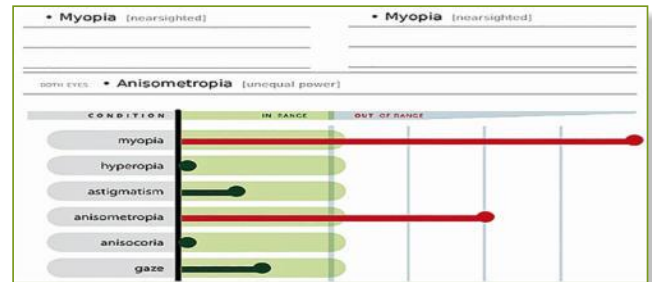 • Myopia [nearsighted] • Myopia [nearsighted]
BOTH EYES: • Anisometropia [unequal power]
CONDITION IN RANGE OUT OF RANGE
myopia
hyperopia
astigmatism
anisometropia
anisocoria
gaze